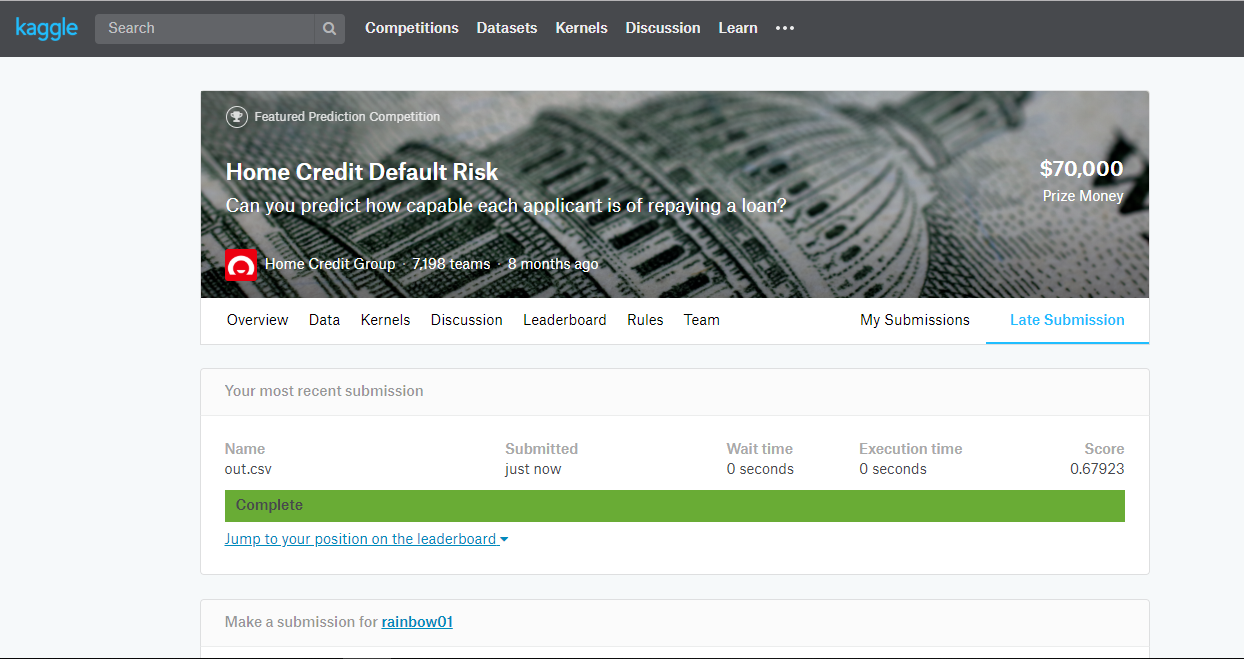 kaggle Search Competitions Datasets Kernels Discussion Learn •••
Featured Prediction Competition
Home Credit Default Risk
Can you predict how capable each applicant is of repaying a loan?
$70,000
Prize Money
Home Credit Group · 7,198 teams · 8 months ago
Overview Data Kernels Discussion Leaderboard Rules Team My Submissions Late Submission
Your most recent submission
Name Submitted Wait time Execution time Score
out.csv just now 0 seconds 0 seconds 0.67923
Complete
Jump to your position on the leaderboard
Make a submission for rainbow01